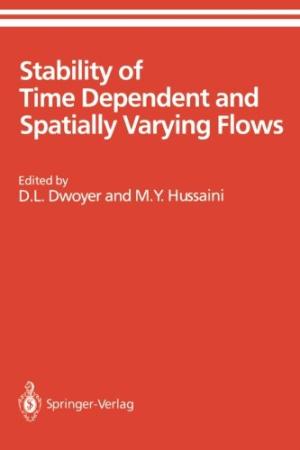 Stability of
Time Dependent and
Spatially Varying Flows
Edited by
D.L. Dwoyer and M.Y. Hussaini
Springer-Verlag